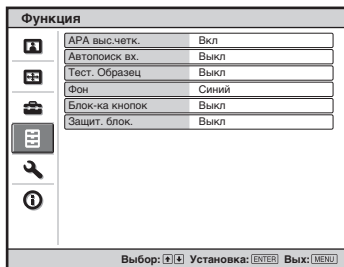 Функция
APA выс.четк. Вкл
Автопоиск вх. Выкл
Тест. Образец Выкл
Фон Синий
Блок-ка кнопок Выкл
Защит. блок. Выкл
Выбор: Установка: ENTER Вых: MENU